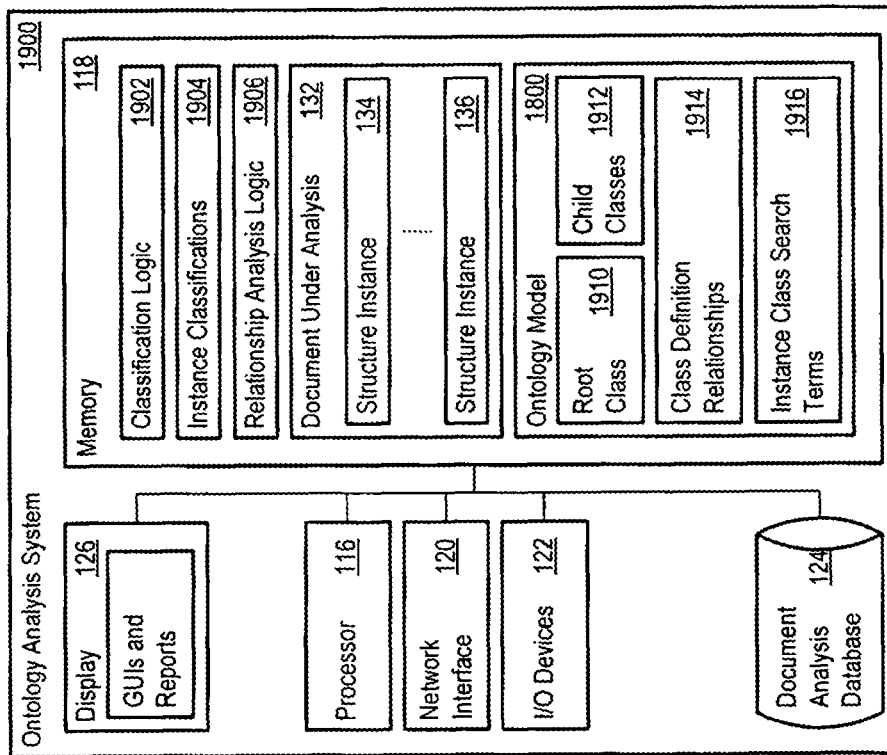 Ontology Analysis System
1900
Display
126
GUIs and
Reports
Processor
116
Network
120
Interface
I/O Devices
122
Document
Analysis
124
Database
Memory
118
Classification Logic
1902
Instance Classifications
1904
Relationship Analysis Logic
1906
Document Under Analysis
132
Structure Instance
134
Structure Instance
136
Ontology Model
1800
Root
1910
Class
Child
1912
Classes
Class Definition
1914
Relationships
Instance Class Search
1916
Terms